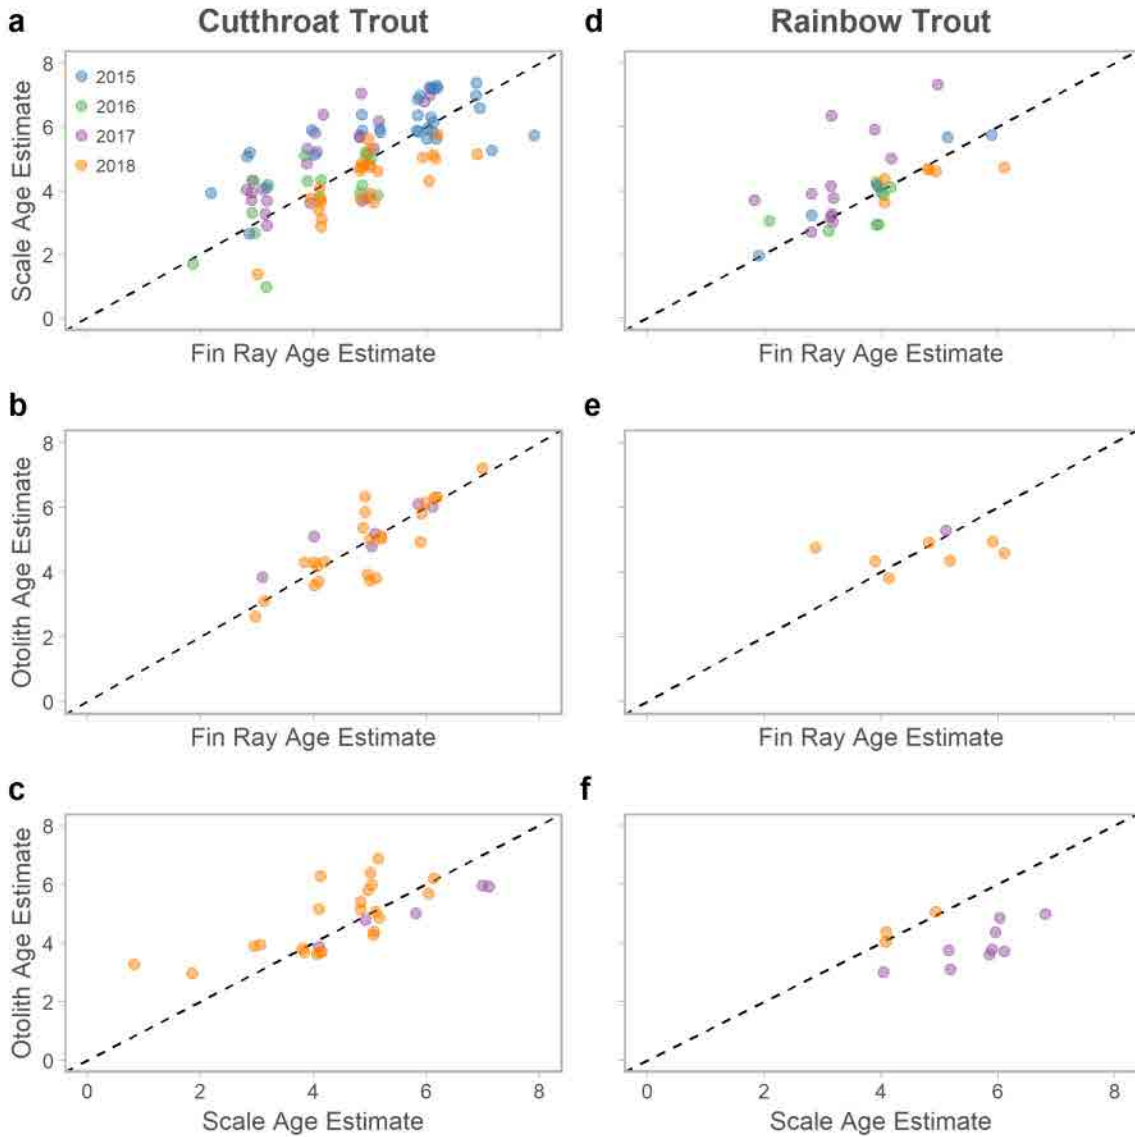 a Cutthroat Trout
Scale Age Estimate
8
6
4
2
0
2015
2016
2017
2018
Fin Ray Age Estimate
d Rainbow Trout
Fin Ray Age Estimate
b
Otolith Age Estimate
8
6
4
2
0
Fin Ray Age Estimate
e
Fin Ray Age Estimate
c
Otolith Age Estimate
8
6
4
2
0
0 2 4 6 8
Scale Age Estimate
f
0 2 4 6 8
Scale Age Estimate